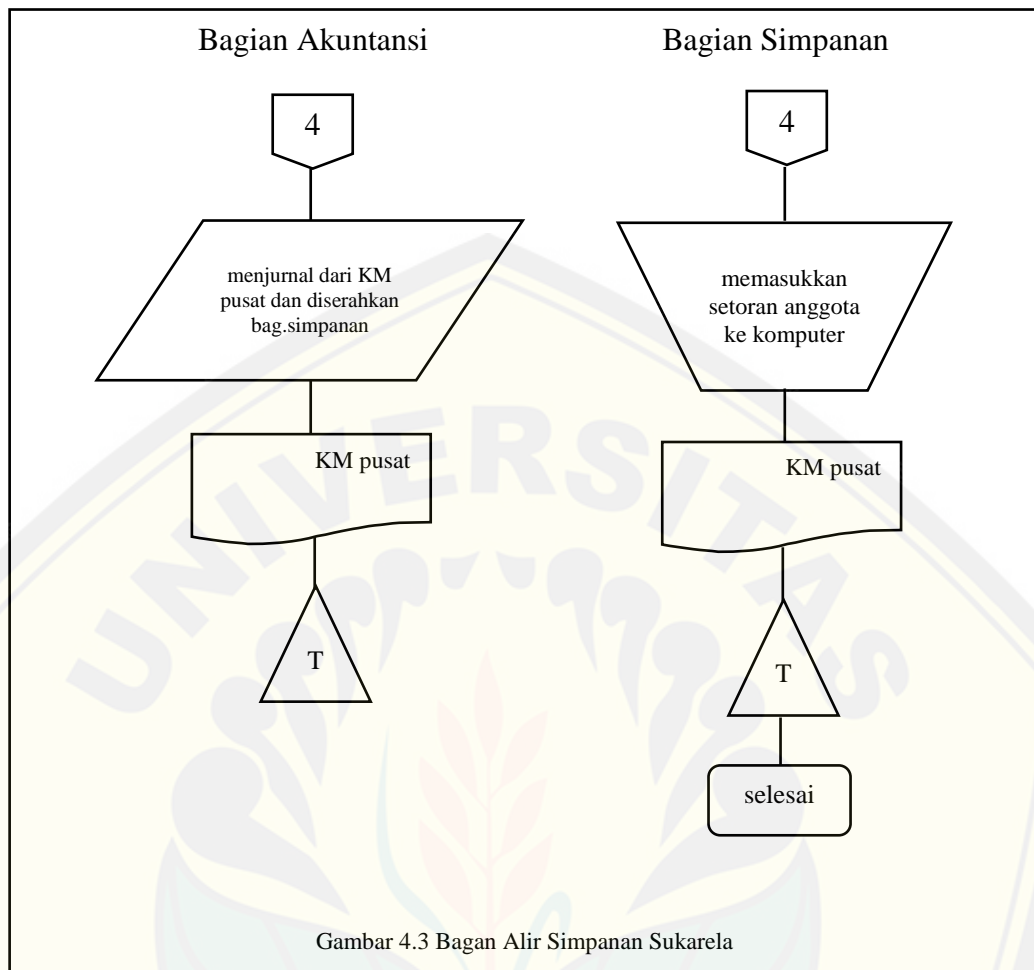 Bagian Akuntansi
4
menjurnal dari KM
pusat dan diserahkan
bag.simpanan
KM pusat
T
Bagian Simpanan
4
memasukkan
setoran anggota
ke komputer
KM pusat
T
selesai
Gambar 4.3 Bagan Alir Simpanan Sukarela
UNIVERSITAS